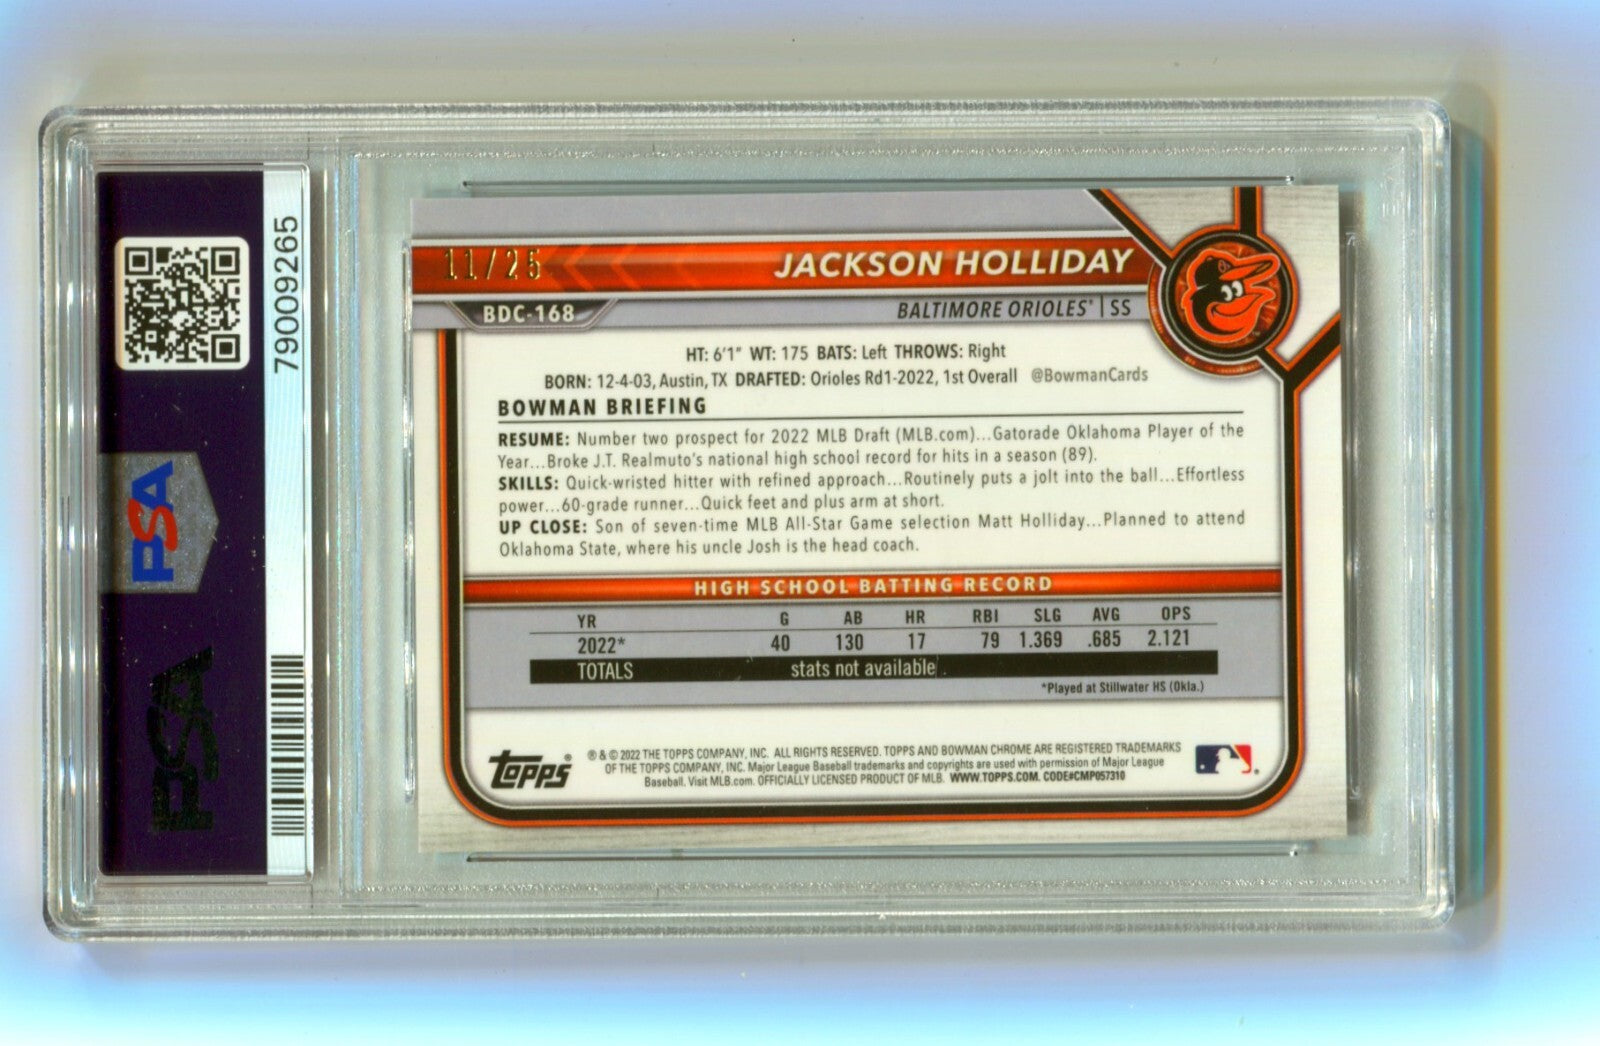 79009265
PSA
PSA
11/25
JACKSON HOLLIDAY
BDC-168
BALTIMORE ORIOLES® | SS
HT: 6'1" WT: 175 BATS: Left THROWS: Right
BORN: 12-4-03, Austin, TX DRAFTED: Orioles Rd1-2022, 1st Overall @BowmanCards
BOWMAN BRIEFING
RESUME: Number two prospect for 2022 MLB Draft (MLB.com)...Gatorade Oklahoma Player of the
Year...Broke J.T. Realmuto's national high school record for hits in a season (89).
SKILLS: Quick-wristed hitter with refined approach...Routinely puts a jolt into the ball...Effortless
power...60-grade runner...Quick feet and plus arm at short.
UP CLOSE: Son of seven-time MLB All-Star Game selection Matt Holliday...Planned to attend
Oklahoma State, where his uncle Josh is the head coach.
HIGH SCHOOL BATTING RECORD
YR G AB HR RBI SLG AVG OPS
2022* 40 130 17 79 1.369 .685 2.121
TOTALS stats not available
*Played at Stillwater HS (Okla.)
topps®
® & © 2022 THE TOPPS COMPANY, INC. ALL RIGHTS RESERVED. TOPPS AND BOWMAN CHROME ARE REGISTERED TRADEMARKS
OF THE TOPPS COMPANY, INC. Major League Baseball trademarks and copyrights are used with permission of Major League
Baseball. Visit MLB.com. OFFICIALLY LICENSED PRODUCT OF MLB. WWW.TOPPS.COM. CODE#CMP057310